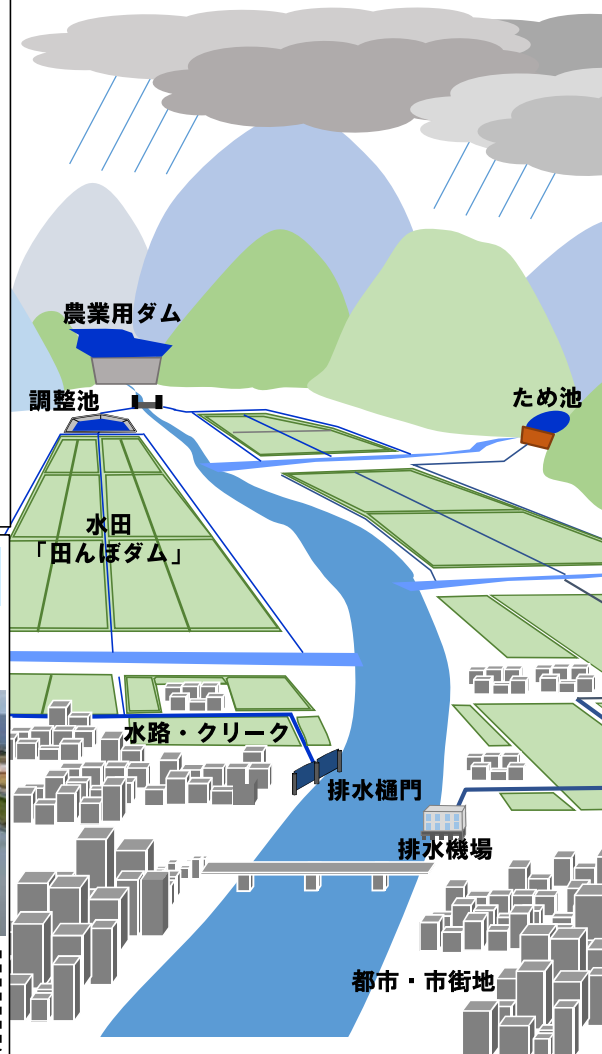 農業用ダム
調整池
ため池
水田
「田んぼダム」
水路・クリーク
排水樋門
排水機場
都市・市街地